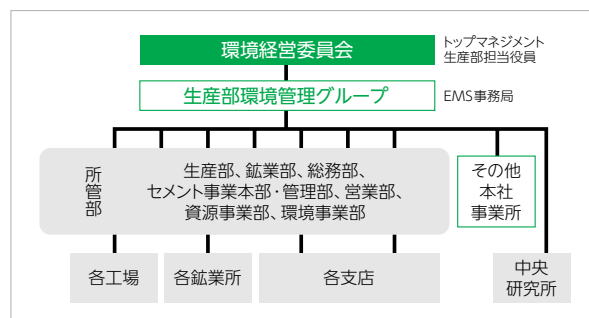 環境経営委員会
トップマネジメント
生産部担当役員
生産部環境管理グループ
EMS事務局
所管部
生産部、鉱業部、総務部、
セメント事業本部・管理部、営業部、
資源事業部、環境事業部
その他
本社
事業所
各工場
各鉱業所
各支店
中央
研究所